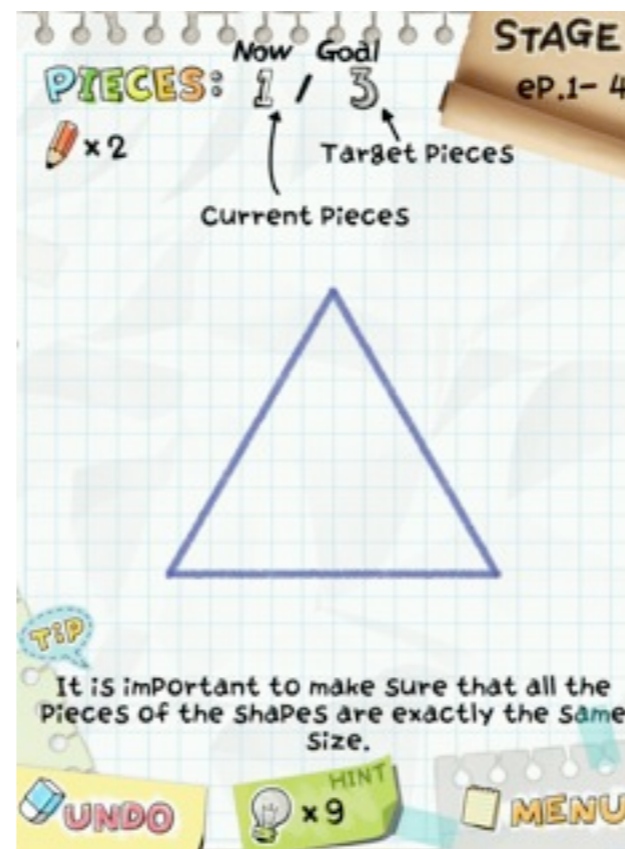 Now Goal
PIECES: 1 / 3
STAGE
eP.1- 4
x 2
Target Pieces
Current Pieces
TiP
It is important to make sure that all the
Pieces of the shapes are exactly the same
size.
UNDO
HINT
x 9
MENU